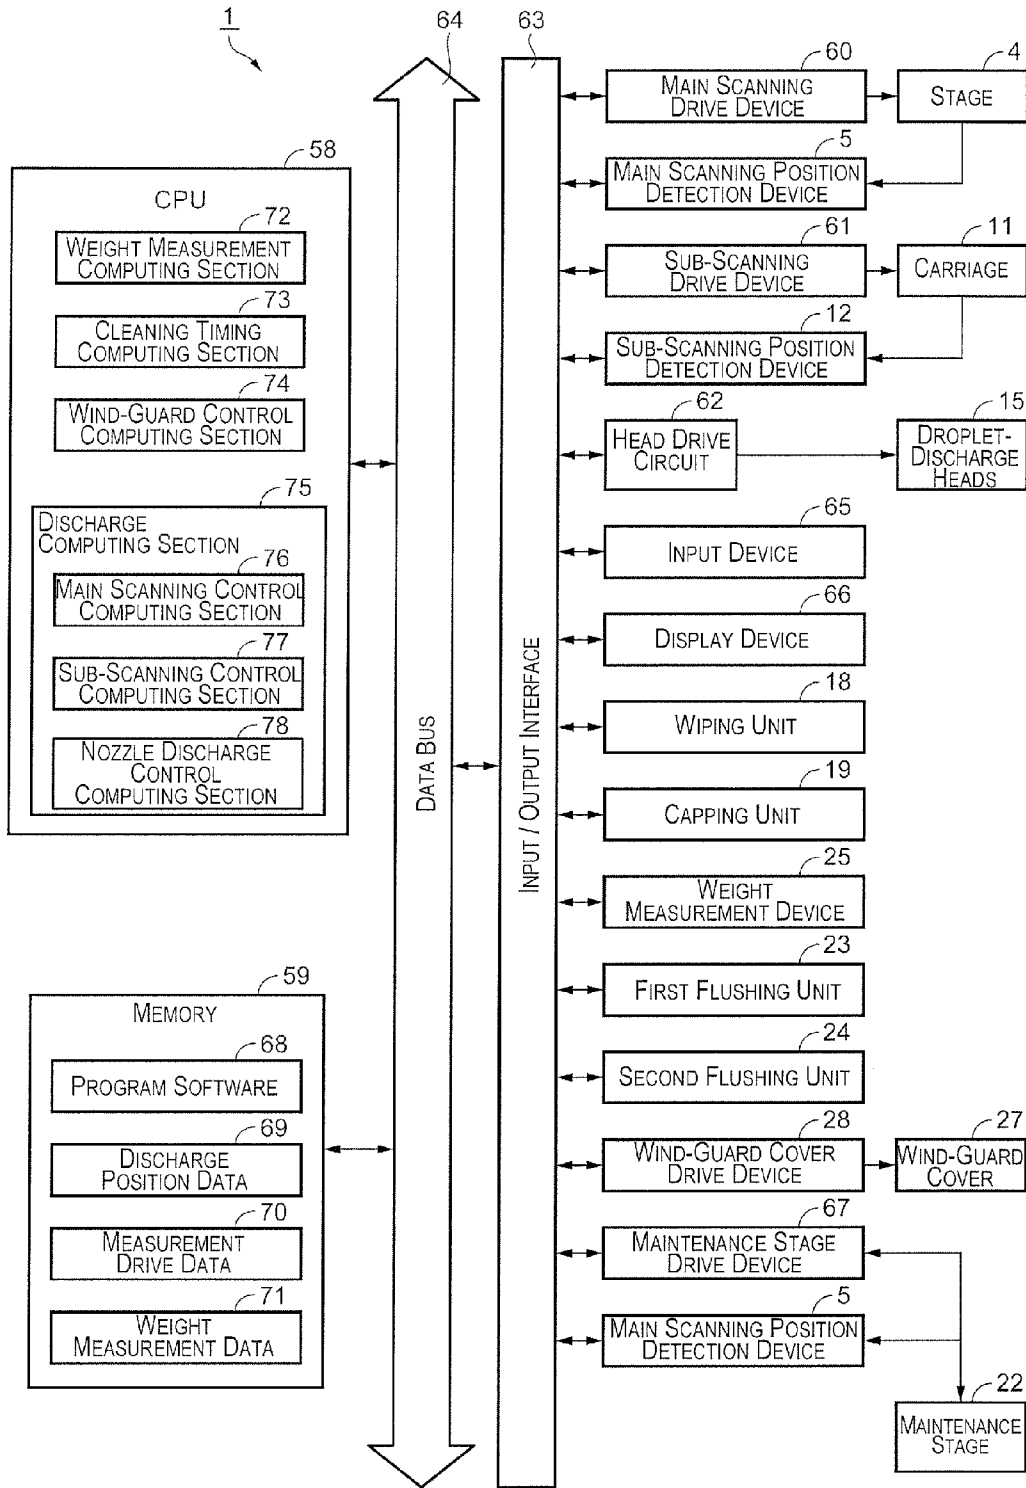 1
64
63
58
CPU
72
WEIGHT MEASUREMENT
COMPUTING SECTION
73
CLEANING TIMING
COMPUTING SECTION
74
WIND-GUARD CONTROL
COMPUTING SECTION
75
DISCHARGE
COMPUTING SECTION
76
MAIN SCANNING CONTROL
COMPUTING SECTION
77
SUB-SCANNING CONTROL
COMPUTING SECTION
78
NOZZLE DISCHARGE
CONTROL
COMPUTING SECTION
59
MEMORY
68
PROGRAM SOFTWARE
69
DISCHARGE
POSITION DATA
70
MEASUREMENT
DRIVE DATA
71
WEIGHT
MEASUREMENT DATA
DATA BUS
INPUT / OUTPUT INTERFACE
60
MAIN SCANNING
DRIVE DEVICE
4
STAGE
5
MAIN SCANNING POSITION
DETECTION DEVICE
61
SUB-SCANNING
DRIVE DEVICE
11
CARRIAGE
12
SUB-SCANNING POSITION
DETECTION DEVICE
62
HEAD DRIVE
CIRCUIT
15
DROPLET-
DISCHARGE
HEADS
65
INPUT DEVICE
66
DISPLAY DEVICE
18
WIPING UNIT
19
CAPPING UNIT
25
WEIGHT
MEASUREMENT DEVICE
23
FIRST FLUSHING UNIT
24
SECOND FLUSHING UNIT
28
WIND-GUARD COVER
DRIVE DEVICE
27
WIND-GUARD
COVER
67
MAINTENANCE STAGE
DRIVE DEVICE
5
MAIN SCANNING POSITION
DETECTION DEVICE
22
MAINTENANCE
STAGE